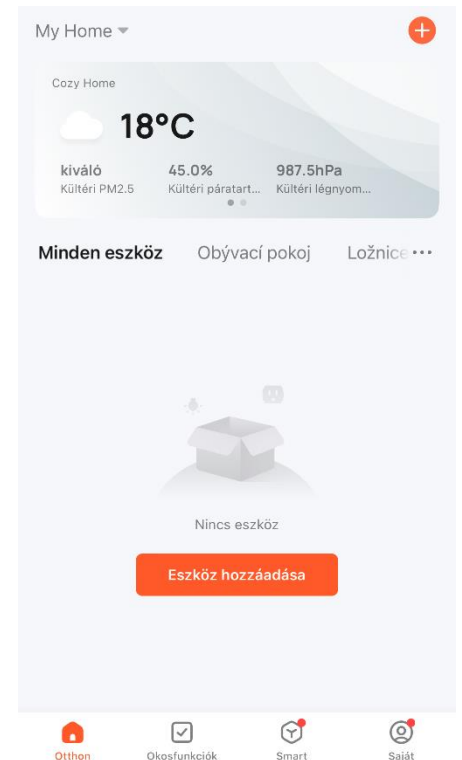 My Home
Cozy Home
18°C
kiváló 45.0% 987.5hPa
Kültéri PM2.5 Kültéri páratart... Kültéri légnyom...
Minden eszköz Obývací pokoj Ložnice
Nincs eszköz
Eszköz hozzáadása
Otthon Okosfunkciók Smart Saját